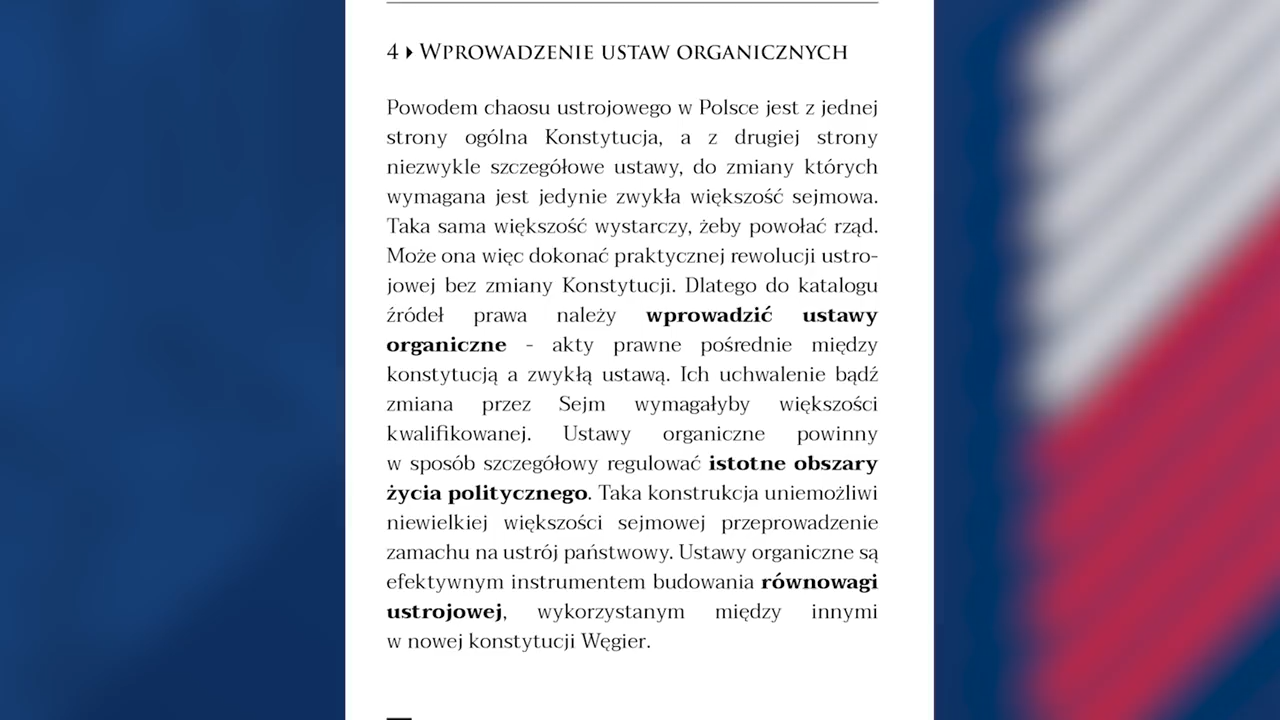 4 ▸ Wprowadzenie ustaw organicznych
Powodem chaosu ustrojowego w Polsce jest z jednej
strony ogólna Konstytucja, a z drugiej strony
niezwykle szczegółowe ustawy, do zmiany których
wymagana jest jedynie zwykła większość sejmowa.
Taka sama większość wystarczy, żeby powołać rząd.
Może ona więc dokonać praktycznej rewolucji ustro-
jowej bez zmiany Konstytucji. Dlatego do katalogu
źródeł prawa należy wprowadzić ustawy
organiczne - akty prawne pośrednie między
konstytucją a zwykłą ustawą. Ich uchwalenie bądź
zmiana przez Sejm wymagałyby większości
kwalifikowanej. Ustawy organiczne powinny
w sposób szczegółowy regulować istotne obszary
życia politycznego. Taka konstrukcja uniemożliwi
niewielkiej większości sejmowej przeprowadzenie
zamachu na ustrój państwowy. Ustawy organiczne są
efektywnym instrumentem budowania równowagi
ustrojowej, wykorzystanym między innymi
w nowej konstytucji Węgier.